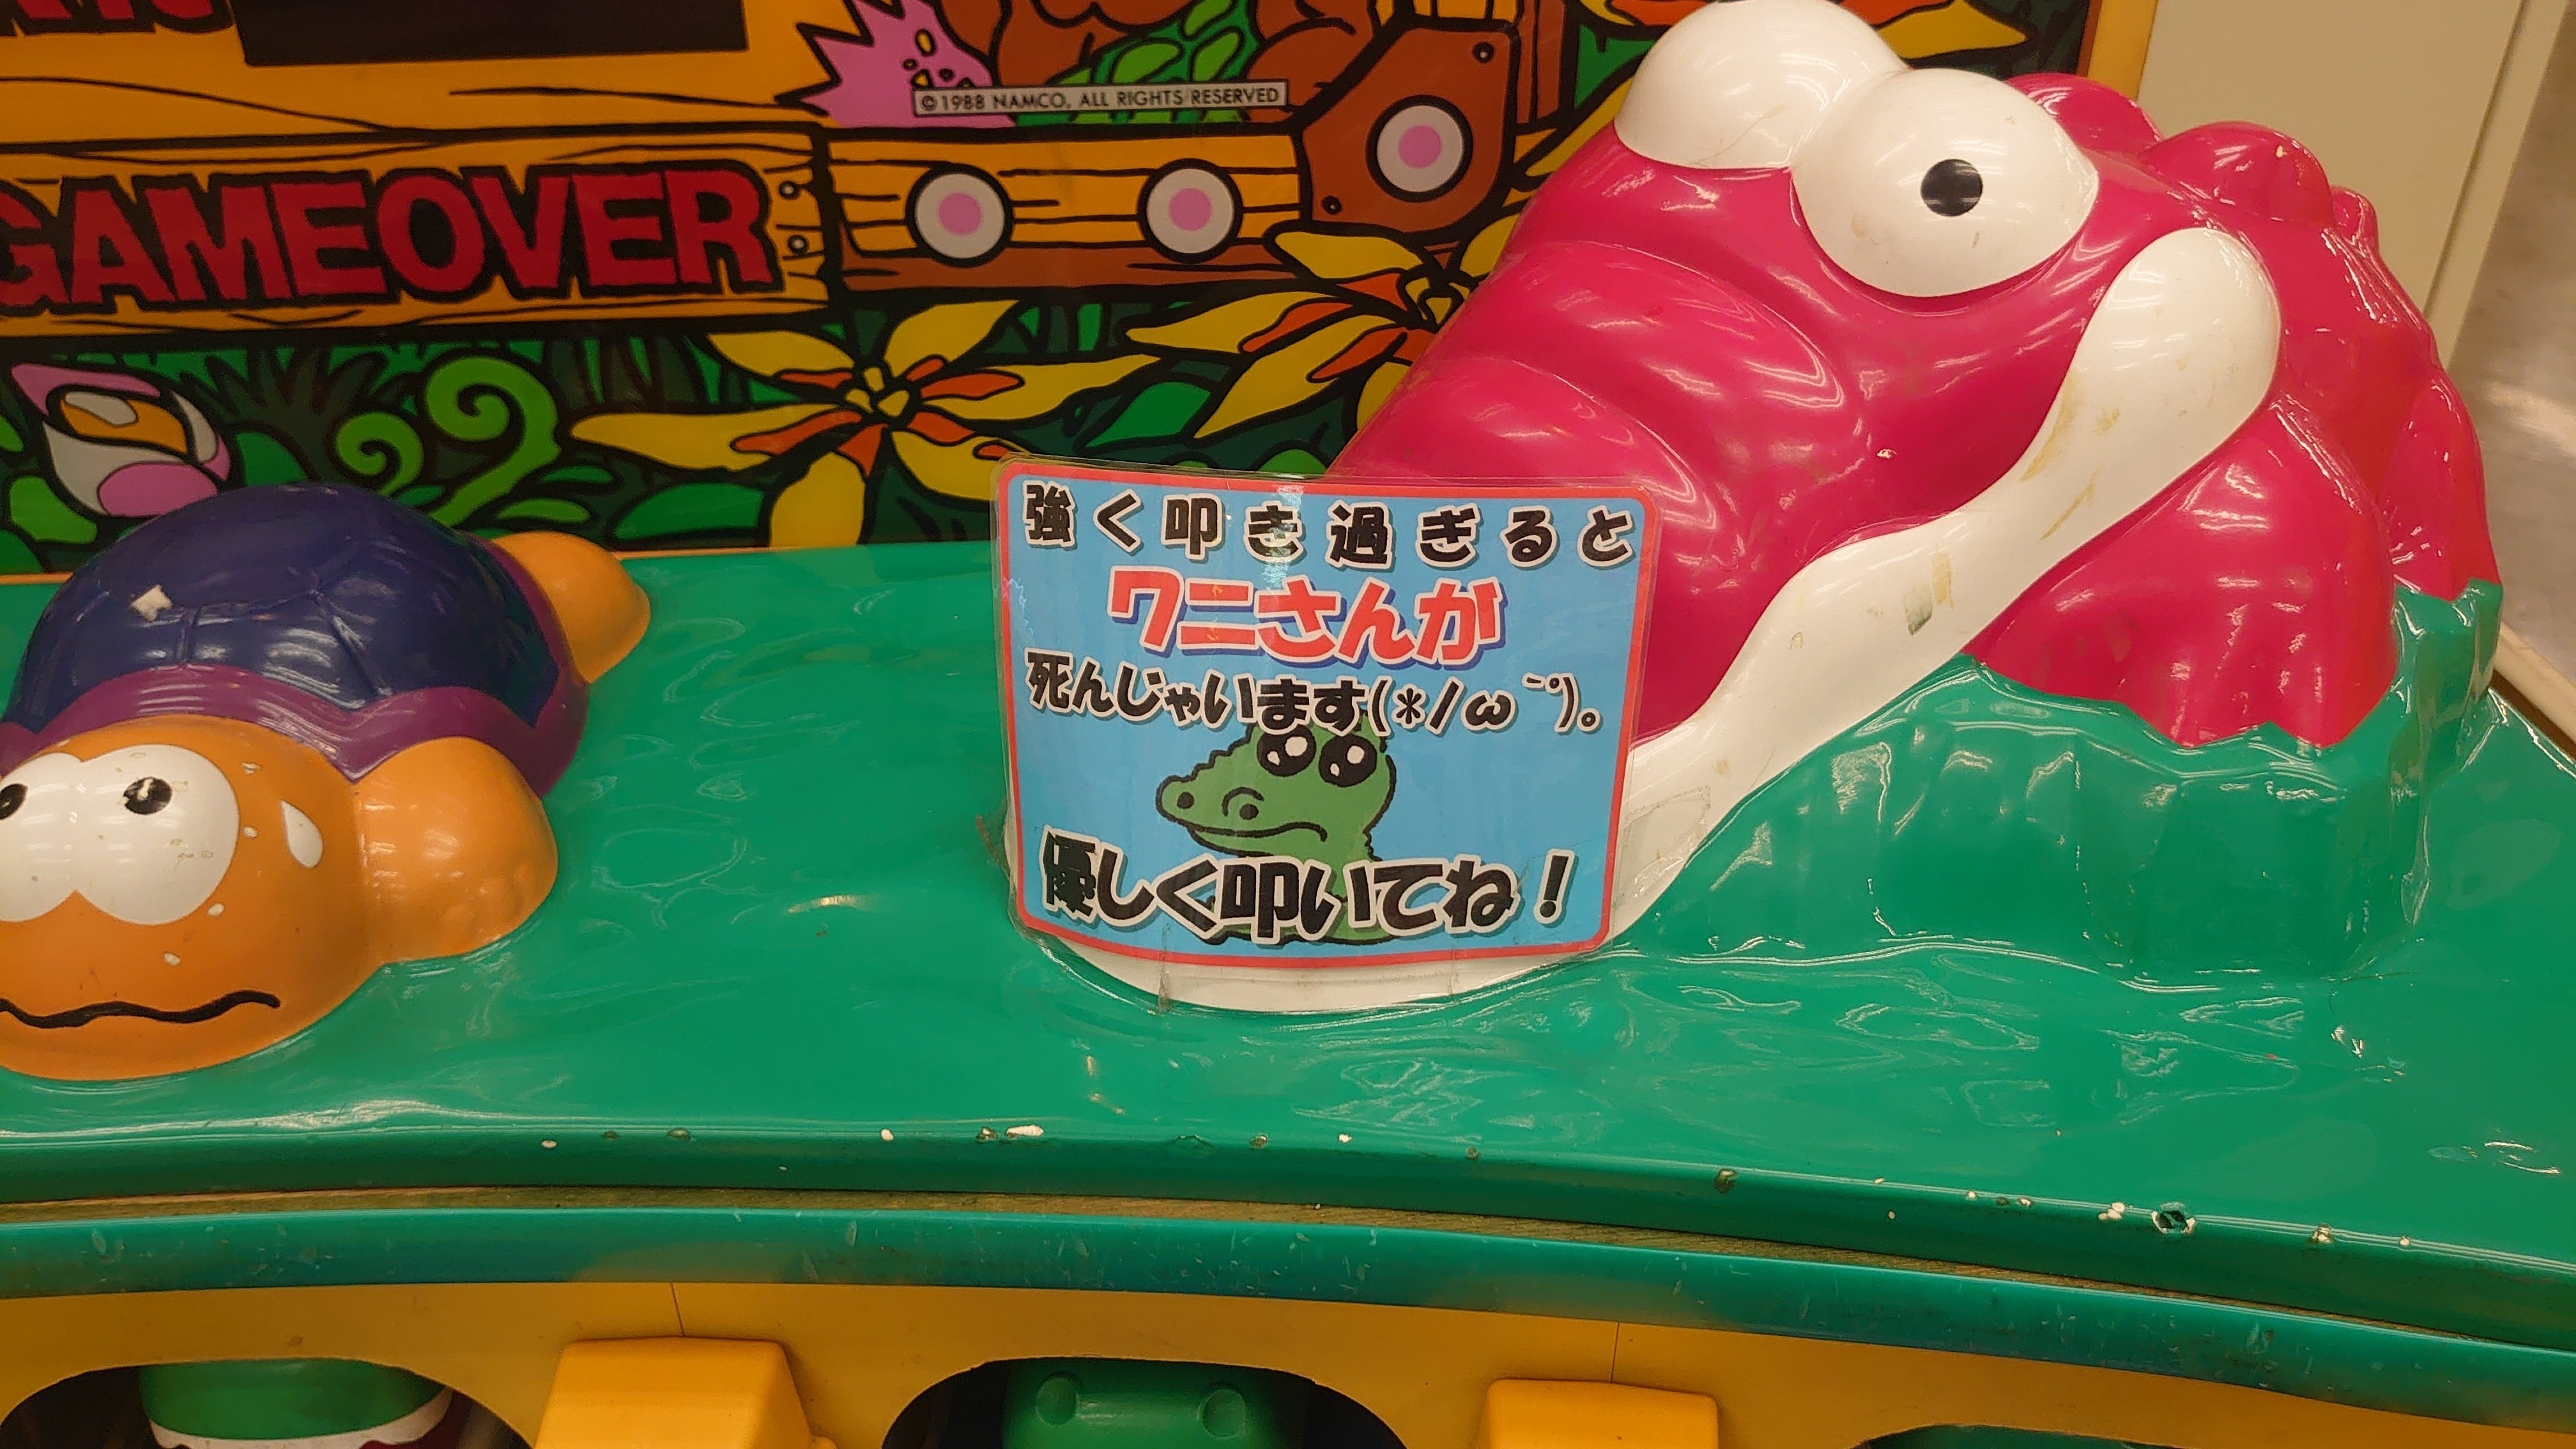 ©1988 NAMCO, ALL RIGHTS RESERVED
GAMEOVER
強く叩き過ぎると
ワニさんが
死んじゃいます(*/ω＼*)。
優しく叩いてね！